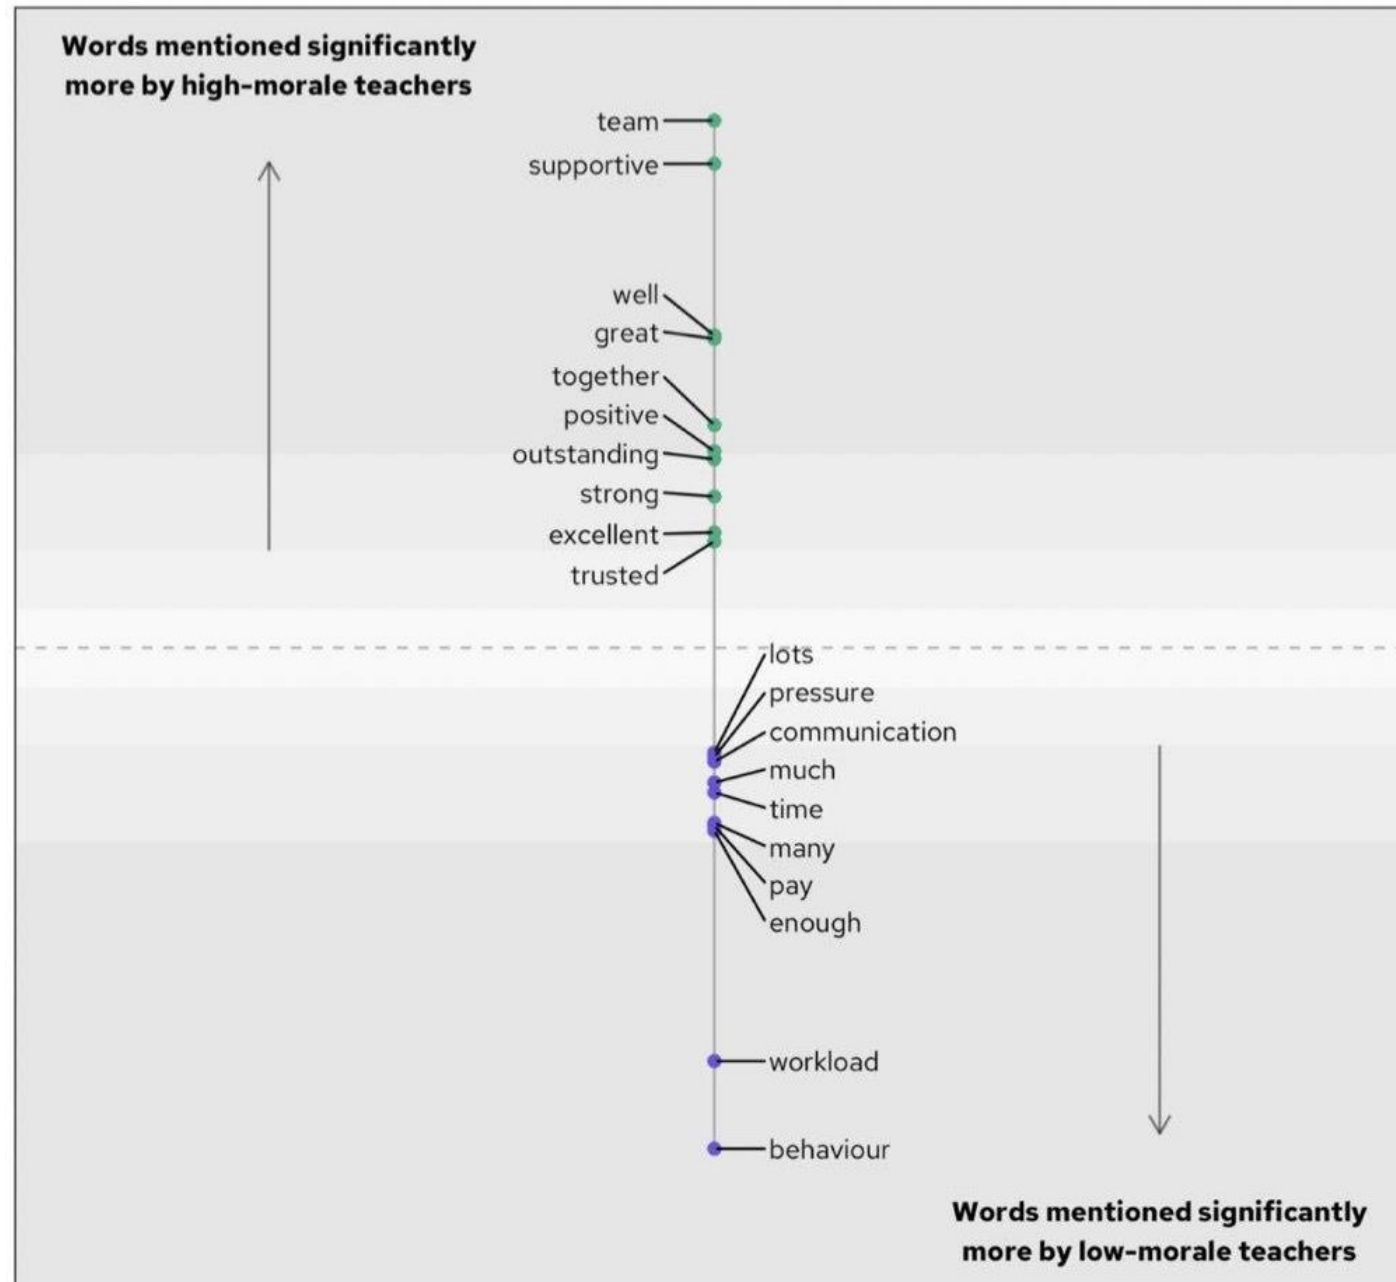 Words mentioned significantly
more by high-morale teachers
team
supportive
well
great
together
positive
outstanding
strong
excellent
trusted
lots
pressure
communication
much
time
many
pay
enough
workload
behaviour
Words mentioned significantly
more by low-morale teachers